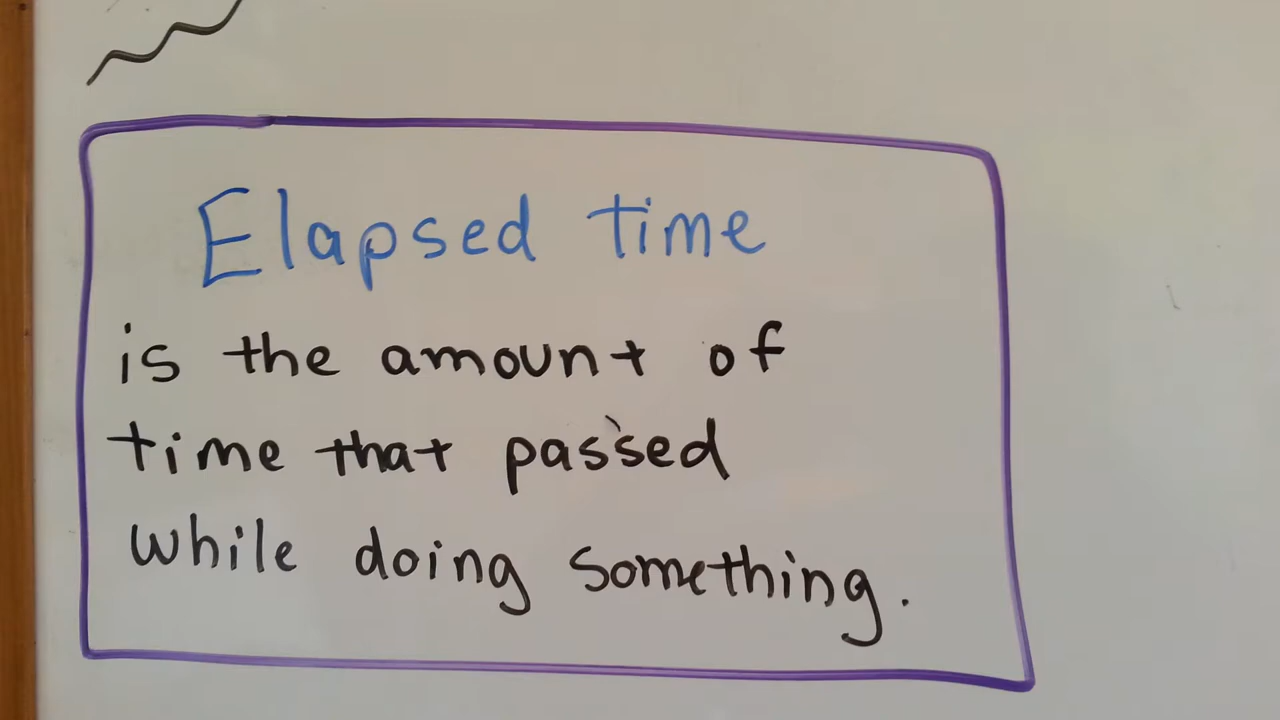 Elapsed time
is the amount of
time that passed
while doing something.